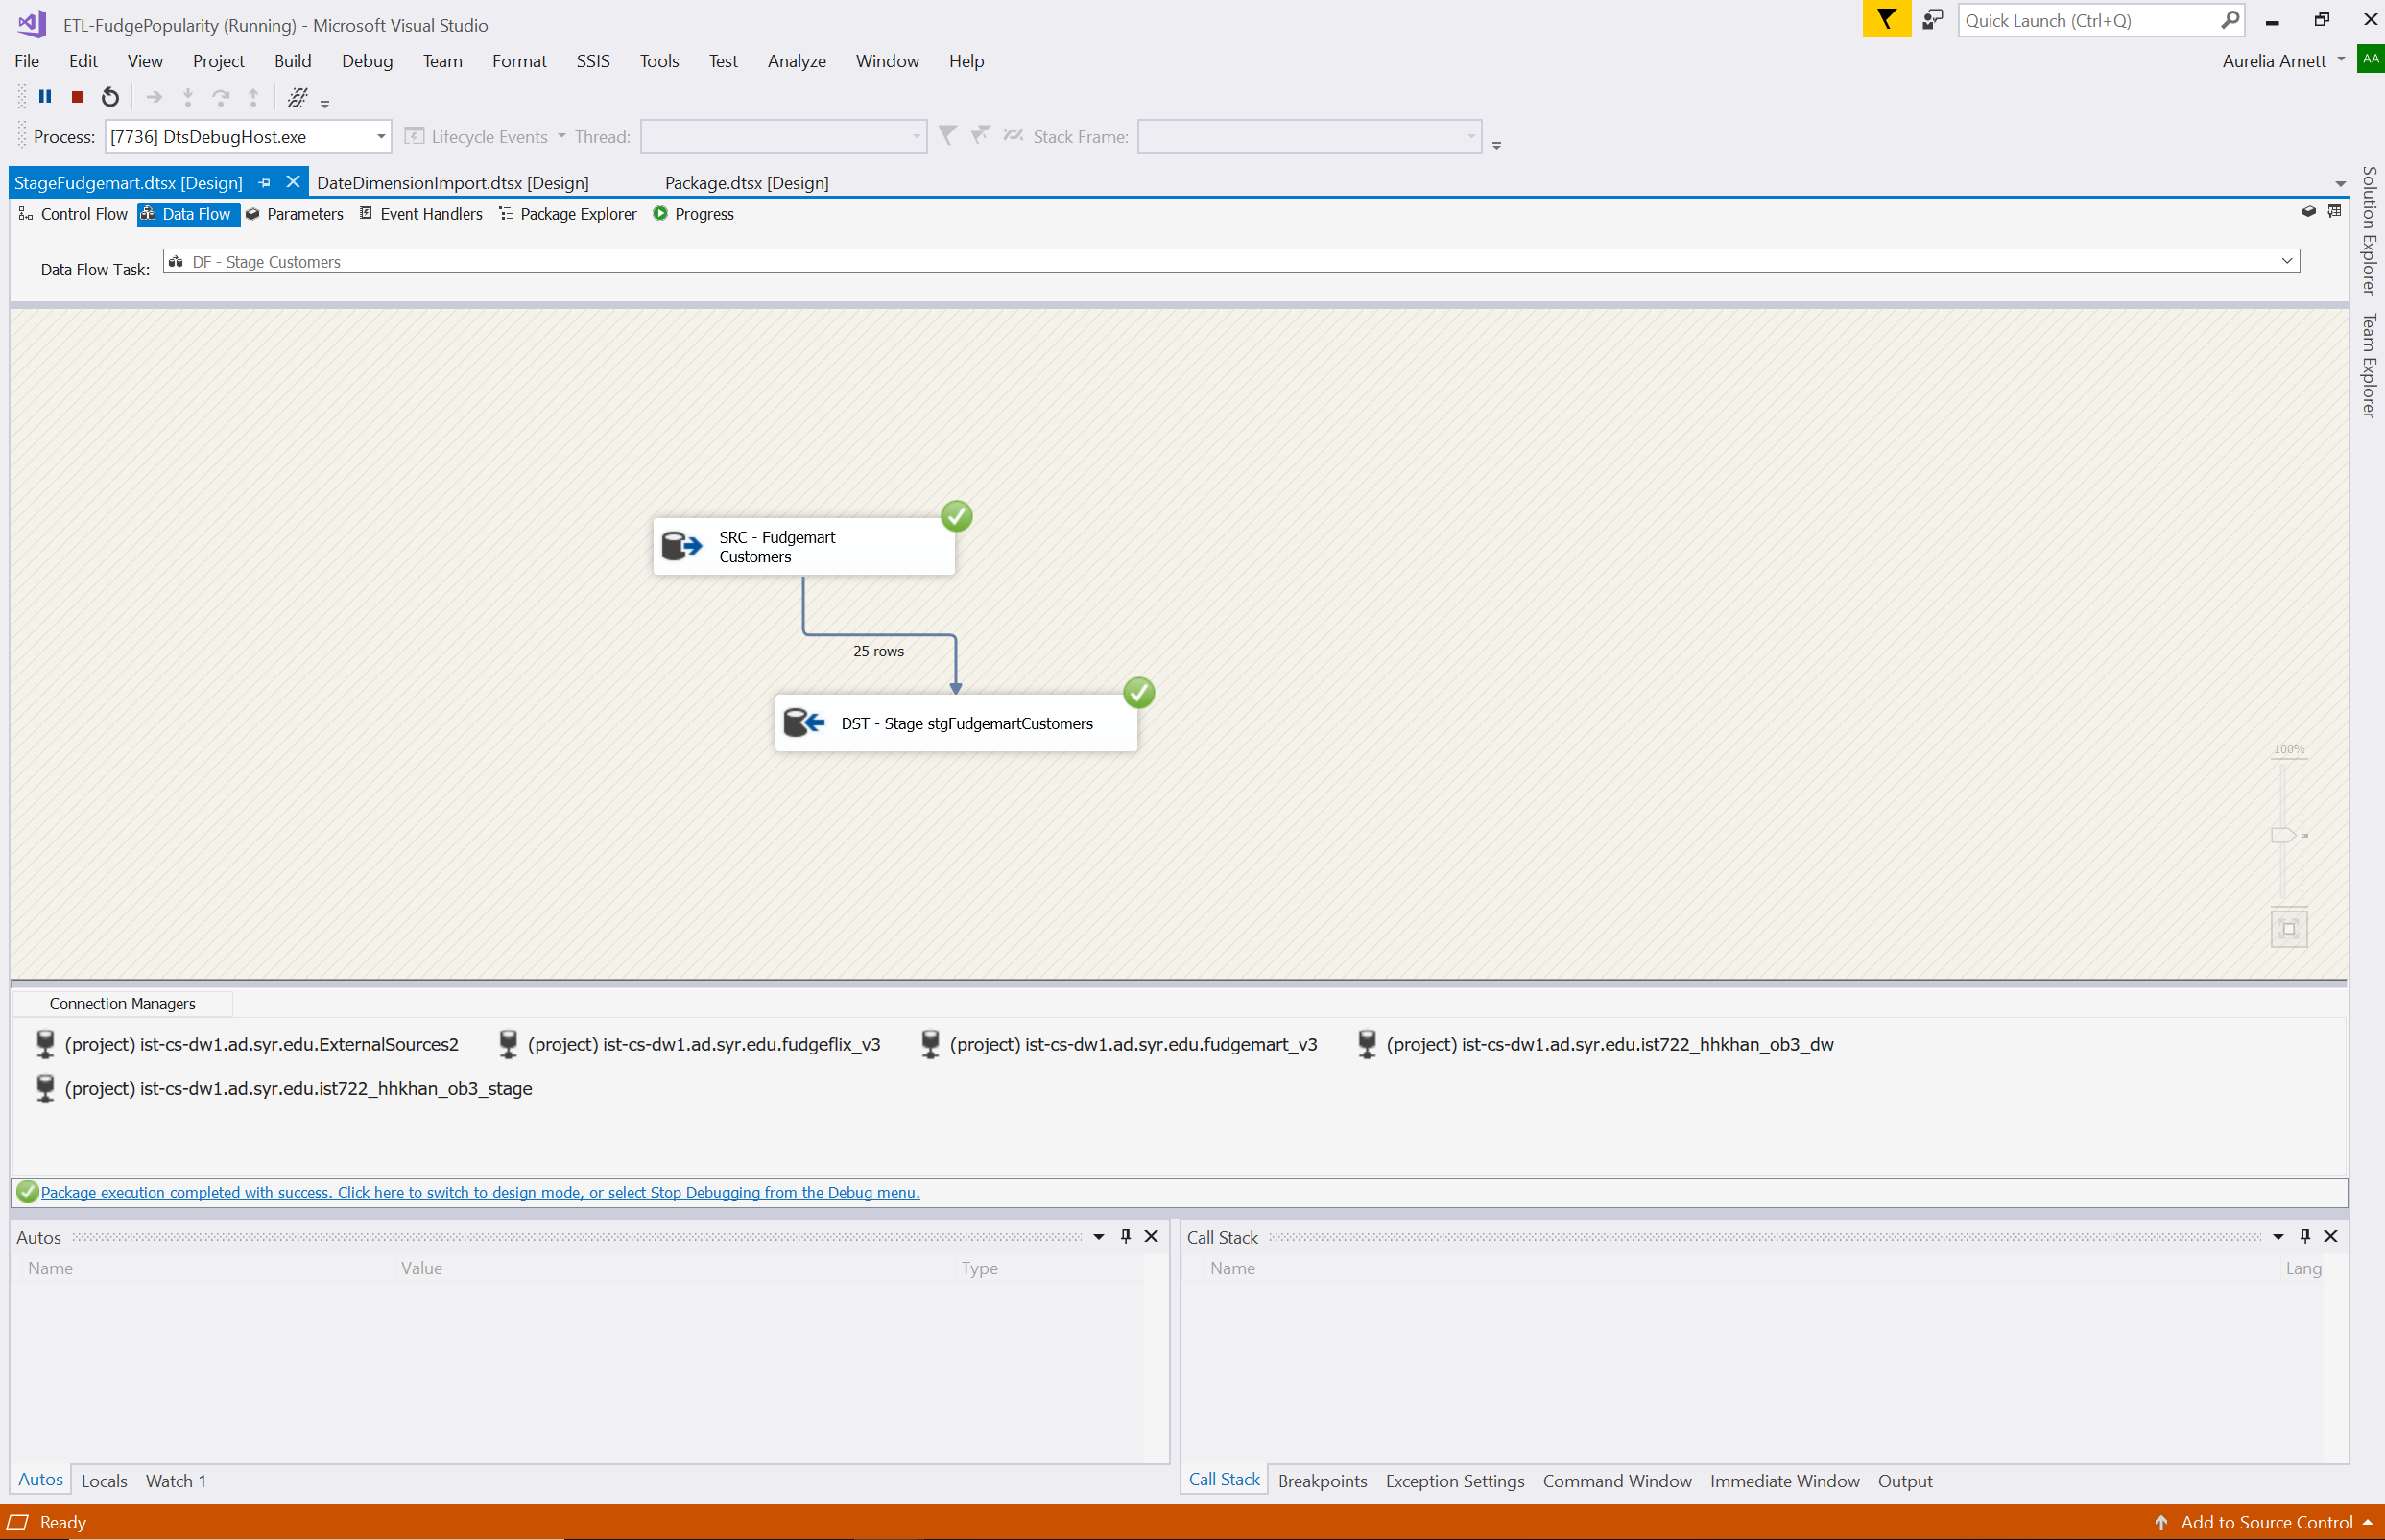 ETL-FudgePopularity (Running) - Microsoft Visual Studio
Quick Launch (Ctrl+Q)
File Edit View Project Build Debug Team Format SSIS Tools Test Analyze Window Help
Aurelia Arnett AA
Process: [7736] DtsDebugHost.exe Lifecycle Events Thread: Stack Frame:
StageFudgemart.dtsx [Design] DateDimensionImport.dtsx [Design] Package.dtsx [Design]
Control Flow Data Flow Parameters Event Handlers Package Explorer Progress
Data Flow Task: DF - Stage Customers
Solution Explorer
Team Explorer
SRC - Fudgemart
Customers
25 rows
DST - Stage stgFudgemartCustomers
100%
Connection Managers
(project) ist-cs-dw1.ad.syr.edu.ExternalSources2 (project) ist-cs-dw1.ad.syr.edu.fudgeflix_v3 (project) ist-cs-dw1.ad.syr.edu.fudgemart_v3 (project) ist-cs-dw1.ad.syr.edu.ist722_hhkhan_ob3_dw
(project) ist-cs-dw1.ad.syr.edu.ist722_hhkhan_ob3_stage
Package execution completed with success. Click here to switch to design mode, or select Stop Debugging from the Debug menu.
Autos
Name Value Type
Call Stack
Name Lang
Autos Locals Watch 1
Call Stack Breakpoints Exception Settings Command Window Immediate Window Output
Ready
Add to Source Control